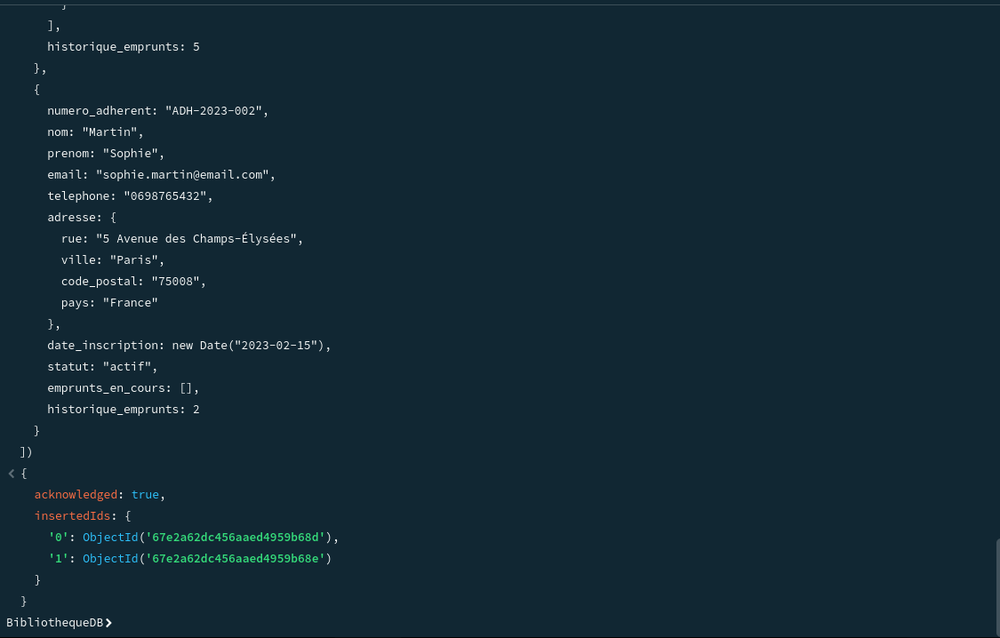 }
],
historique_emprunts: 5
},
{
numero_adherent: "ADH-2023-002",
nom: "Martin",
prenom: "Sophie",
email: "sophie.martin@email.com",
telephone: "0698765432",
adresse: {
rue: "5 Avenue des Champs-Élysées",
ville: "Paris",
code_postal: "75008",
pays: "France"
},
date_inscription: new Date("2023-02-15"),
statut: "actif",
emprunts_en_cours: [],
historique_emprunts: 2
}
])
< {
acknowledged: true,
insertedIds: {
'0': ObjectId('67e2a62dc456aaed4959b68d'),
'1': ObjectId('67e2a62dc456aaed4959b68e')
}
}
BibliothequeDB>